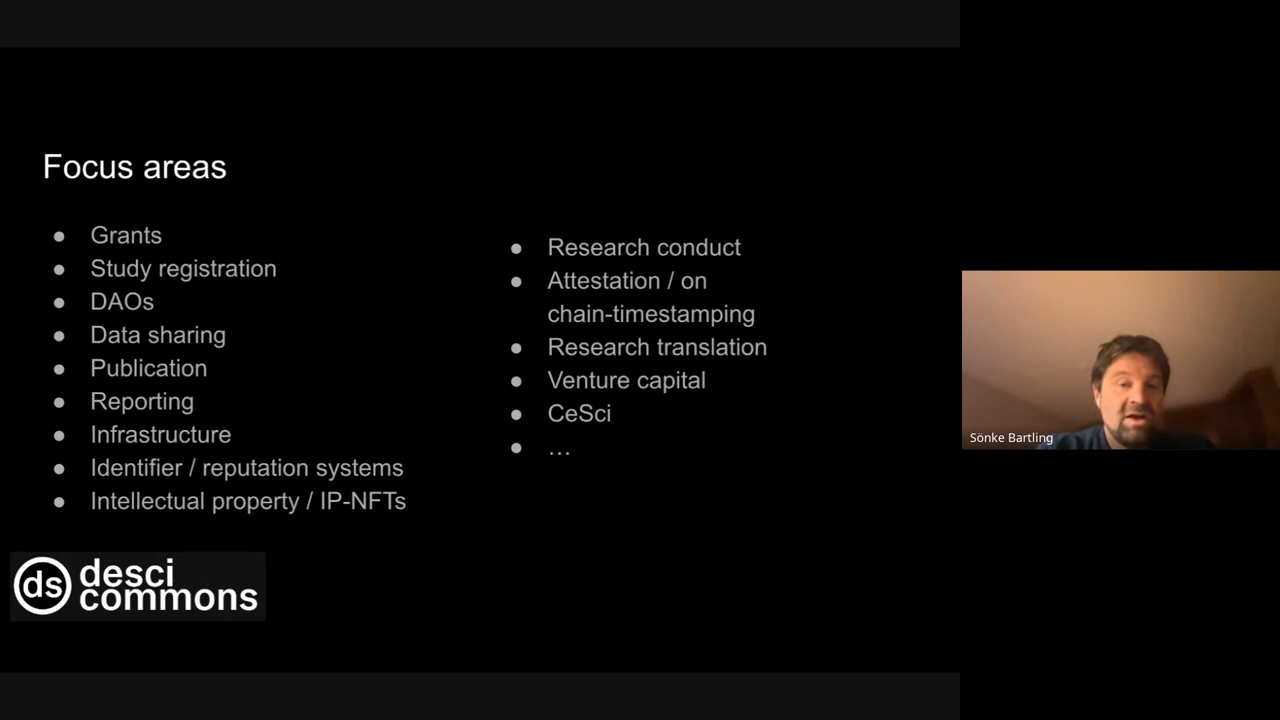 Focus areas
● Grants
● Study registration
● DAOs
● Data sharing
● Publication
● Reporting
● Infrastructure
● Identifier / reputation systems
● Intellectual property / IP-NFTs
● Research conduct
● Attestation / on
chain-timestamping
● Research translation
● Venture capital
● CeSci
● …
ds
desci
commons
Sönke Bartling